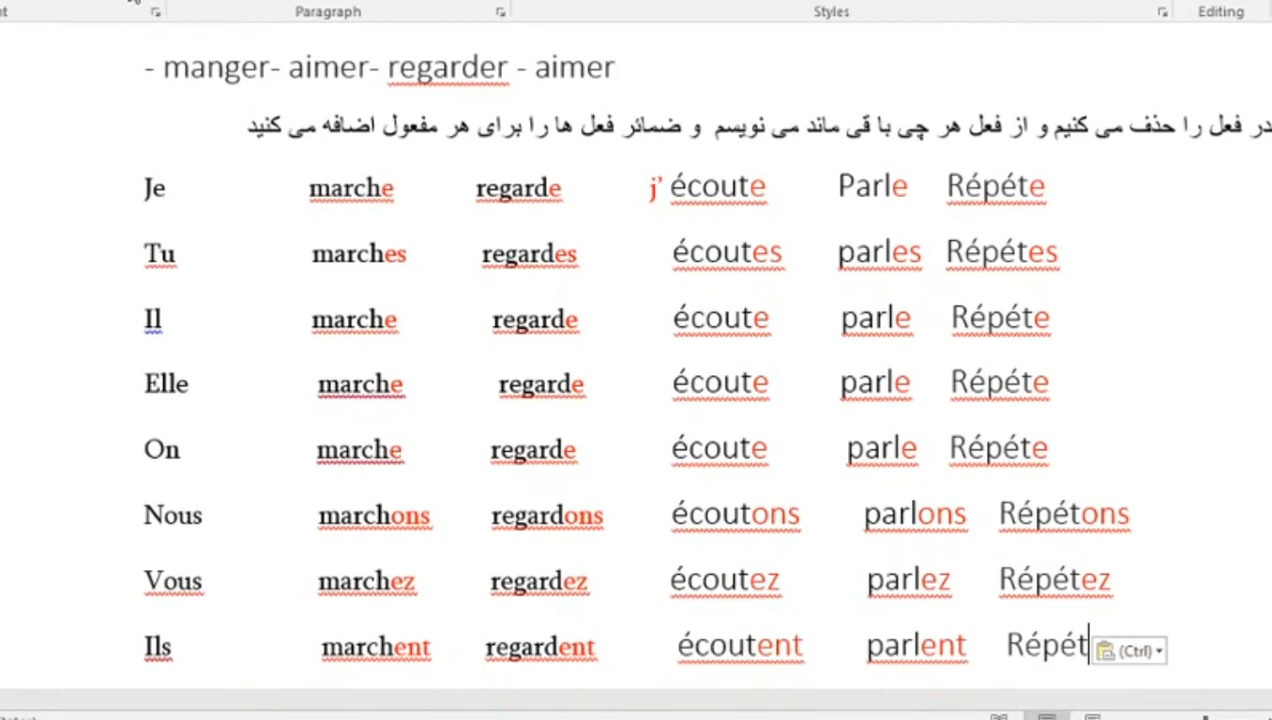 Paragraph Styles Editing
- manger- aimer- regarder - aimer
در فعل را حذف می کنیم و از فعل هر چی با قی ماند می نویسم و ضمائر فعل ها را برای هر مفعول اضافه می کنید
Je marche regarde j’ écoute Parle Répéte
Tu marches regardes écoutes parles Répétes
Il marche regarde écoute parle Répéte
Elle marche regarde écoute parle Répéte
On marche regarde écoute parle Répéte
Nous marchons regardons écoutons parlons Répétons
Vous marchez regardez écoutez parlez Répétez
Ils marchent regardent écoutent parlent Répét (Ctrl)